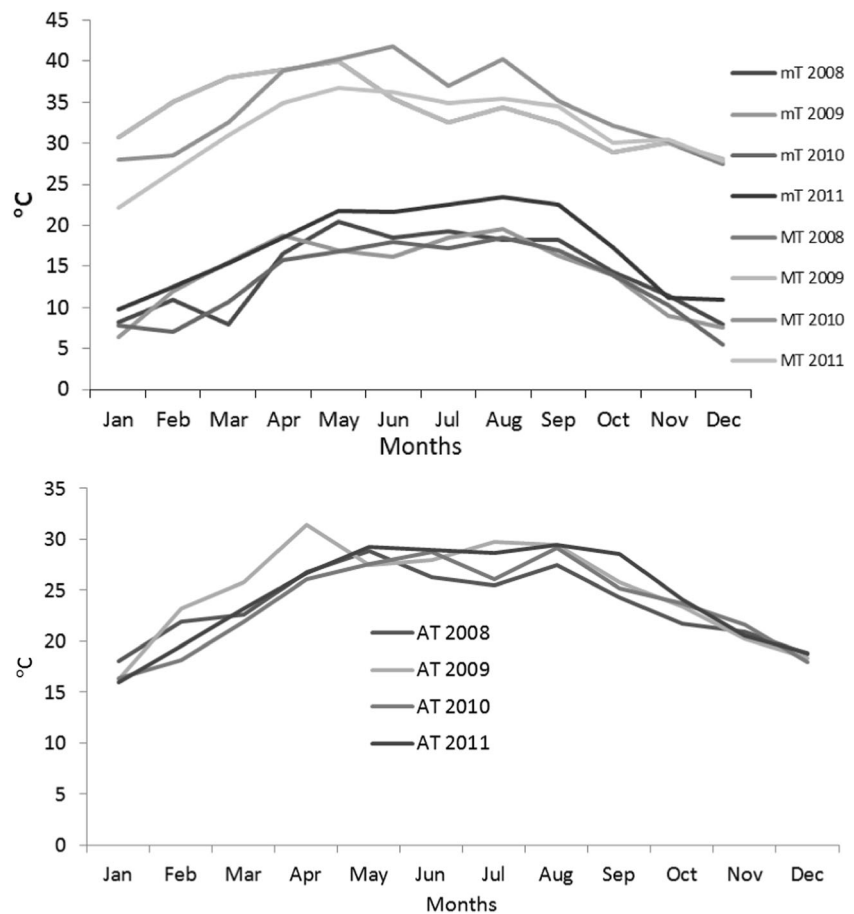 45
40
35
30
25
20
15
10
5
0
°C
Jan Feb Mar Apr May Jun Jul Aug Sep Oct Nov Dec
Months
mT 2008
mT 2009
mT 2010
mT 2011
MT 2008
MT 2009
MT 2010
MT 2011
35
30
25
20
15
10
5
0
°C
AT 2008
AT 2009
AT 2010
AT 2011
Jan Feb Mar Apr May Jun Jul Aug Sep Oct Nov Dec
Months